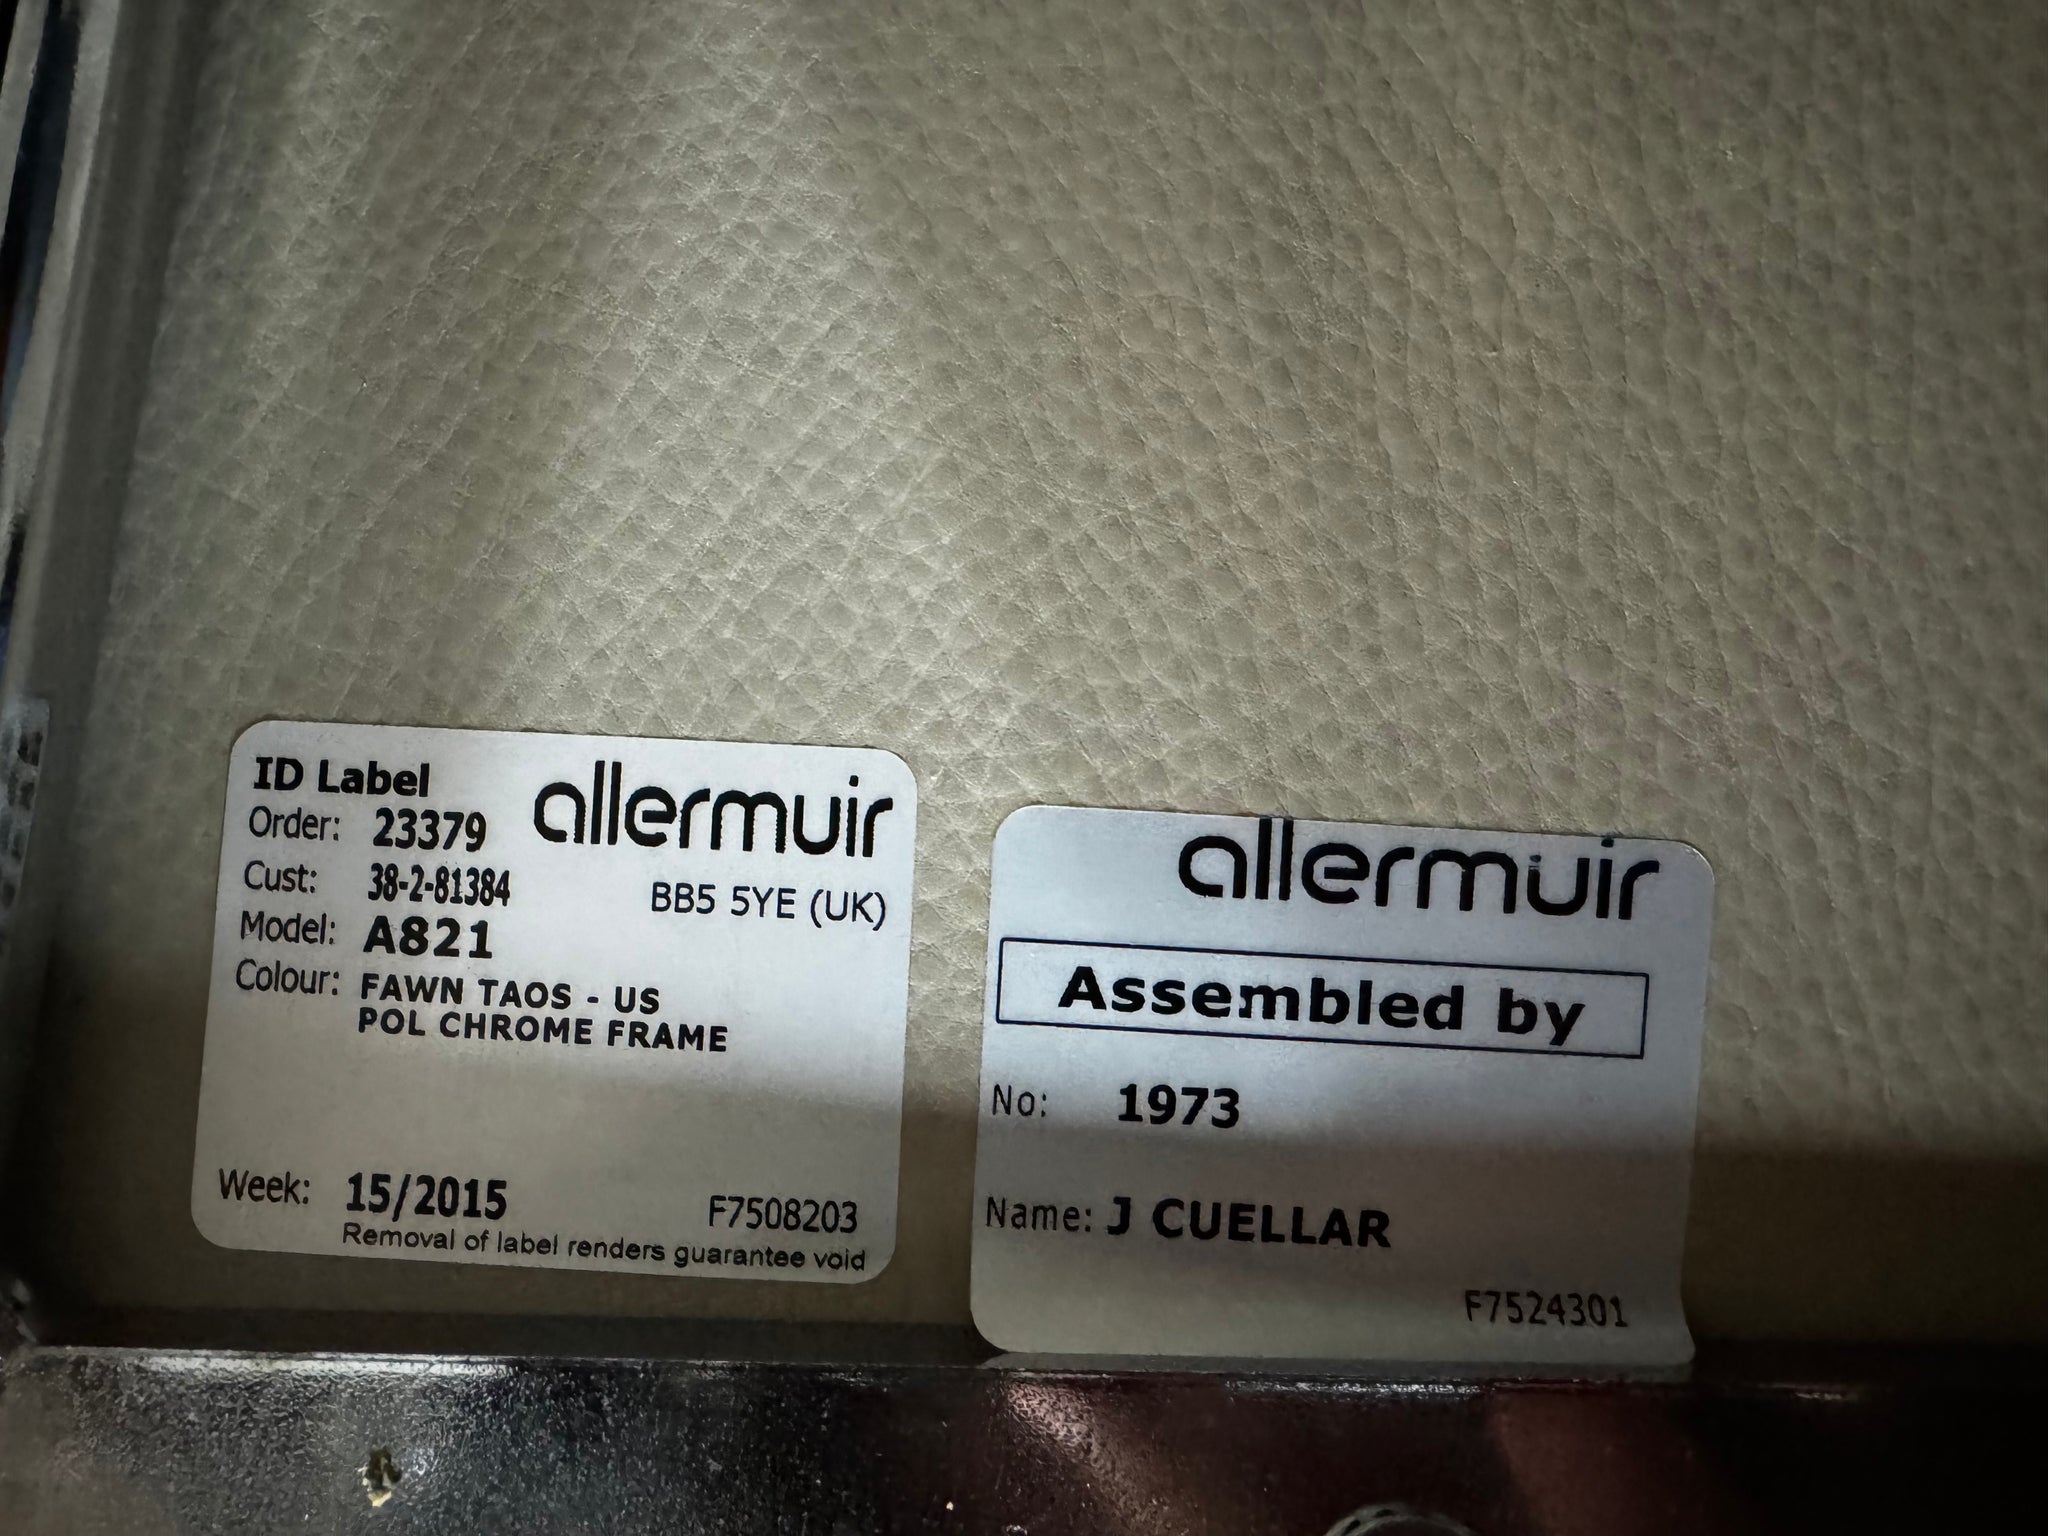 ID Label
allermuir
Order: 23379
Cust: 38-2-81384
BB5 5YE (UK)
Model: A821
Colour: FAWN TAOS - US
POL CHROME FRAME
Week: 15/2015
F7508203
Removal of label renders guarantee void
allermuir
Assembled by
No: 1973
Name: J CUELLAR
F7524301